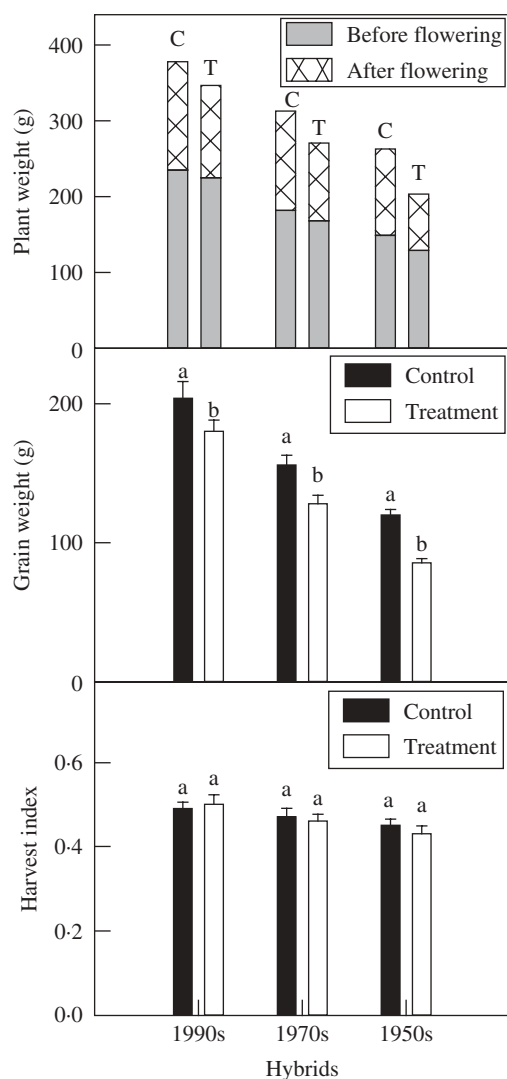 400
300
200
100
0
Plant weight (g)
Before flowering
After flowering
C
T
C
T
C
T
200
100
0
Grain weight (g)
Control
Treatment
a
b
a
b
a
b
0·6
0·4
0·2
0·0
Harvest index
Control
Treatment
a
a
a
a
a
a
1990s 1970s 1950s
Hybrids